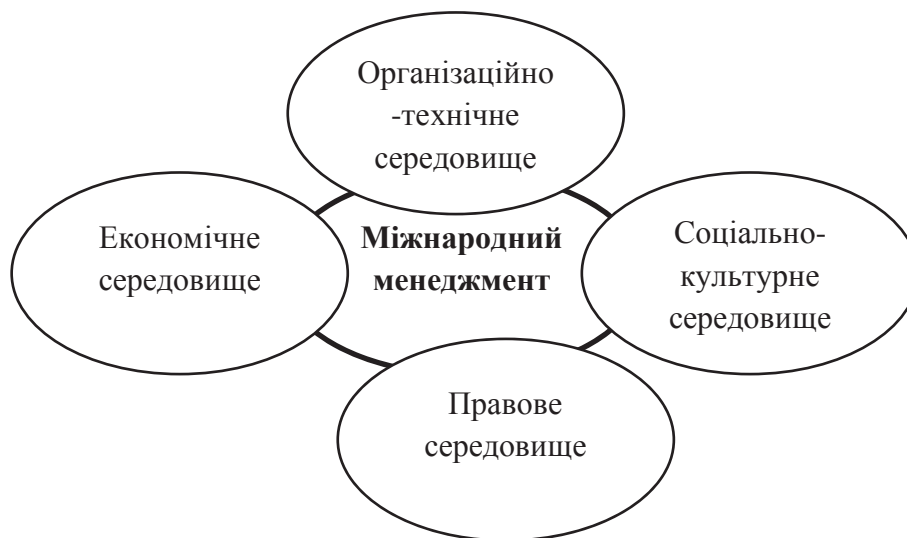 Організаційно
-технічне
середовище
Економічне
середовище
Міжнародний
менеджмент
Соціально-
культурне
середовище
Правове
середовище